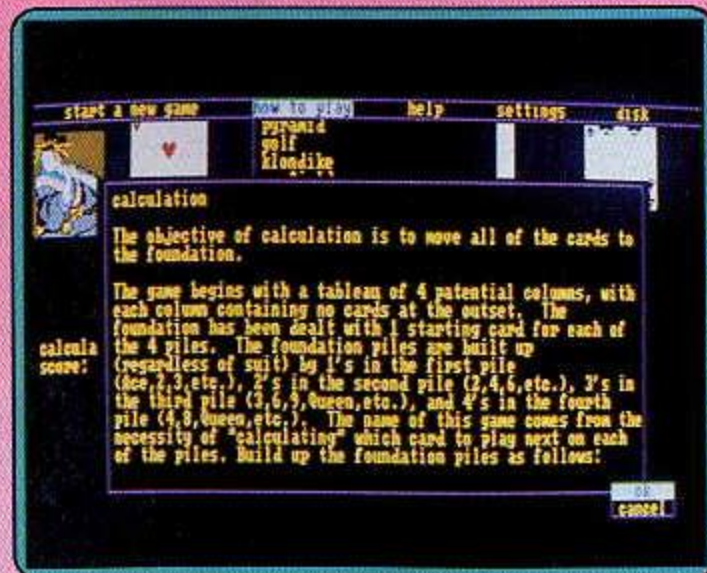 start a new game how to play help settings disk
pyramid
golf
klondike
calculation
The objective of calculation is to move all of the cards to
the foundation.
The game begins with a tableau of 4 potential columns, with
each column containing no cards at the outset. The
foundation has been dealt with 1 starting card for each of
the 4 piles. The foundation piles are built up
(regardless of suit) by 1's in the first pile
(Ace,2,3,etc.), 2's in the second pile (2,4,6,etc.), 3's in
the third pile (3,6,9,Queen,etc.), and 4's in the fourth
pile (4,8,Queen,etc.). The name of this game comes from the
necessity of "calculating" which card to play next on each
of the piles. Build up the foundation piles as follows:
calcula
score:
ok
cancel